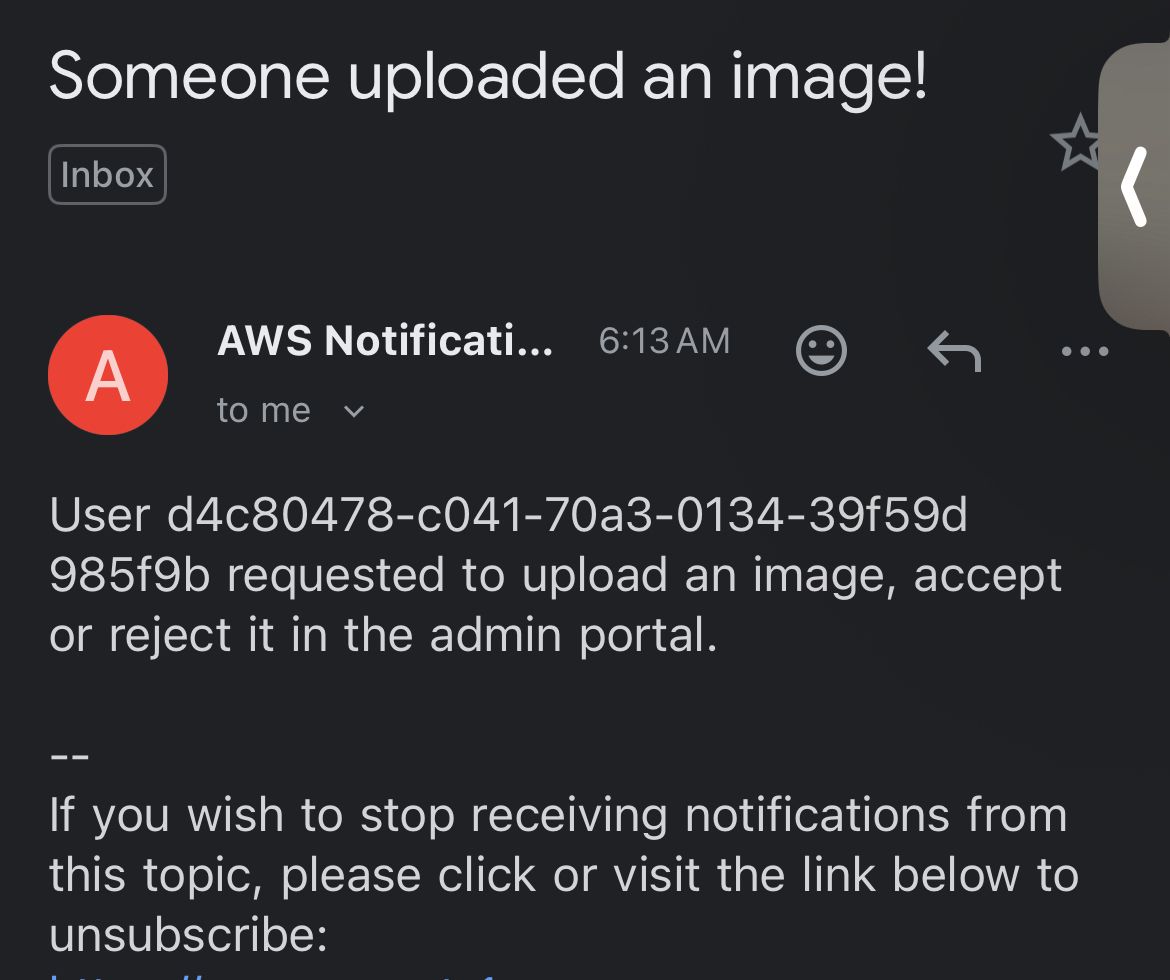 Someone uploaded an image!
Inbox
A
AWS Notificati...
6:13 AM
to me
User d4c80478-c041-70a3-0134-39f59d
985f9b requested to upload an image, accept
or reject it in the admin portal.
--
If you wish to stop receiving notifications from
this topic, please click or visit the link below to
unsubscribe: